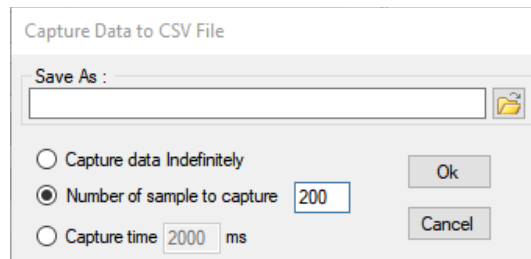 Capture Data to CSV File
Save As :
Capture data Indefinitely
Ok
Number of sample to capture 200
Cancel
Capture time 2000 ms